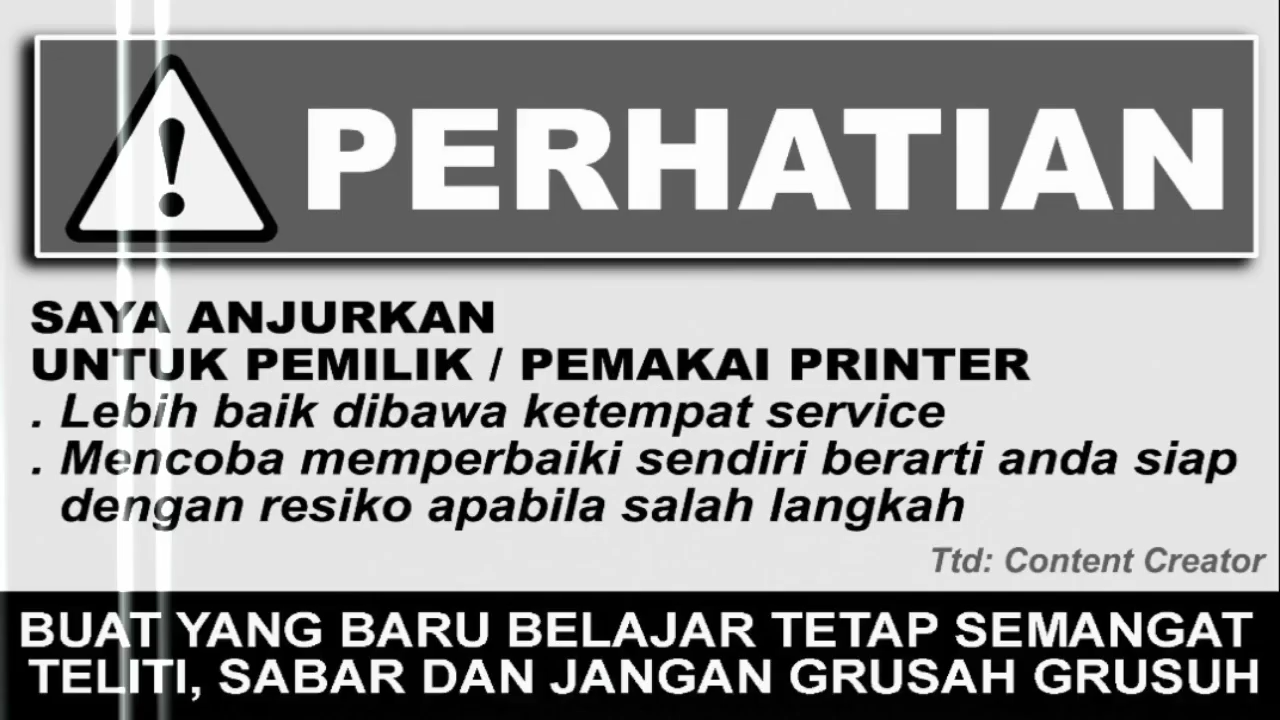 PERHATIAN
SAYA ANJURKAN
UNTUK PEMILIK / PEMAKAI PRINTER
. Lebih baik dibawa ketempat service
. Mencoba memperbaiki sendiri berarti anda siap
dengan resiko apabila salah langkah
Ttd: Content Creator
BUAT YANG BARU BELAJAR TETAP SEMANGAT
TELITI, SABAR DAN JANGAN GRUSAH GRUSUH